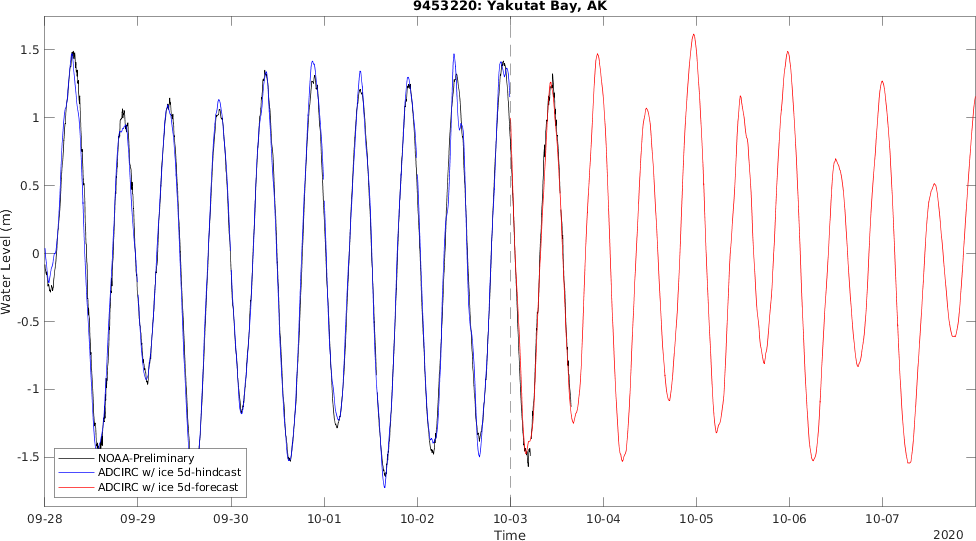 9453220: Yakutat Bay, AK
Water Level (m)
1.5
1
0.5
0
-0.5
-1
-1.5
NOAA-Preliminary
ADCIRC w/ ice 5d-hindcast
ADCIRC w/ ice 5d-forecast
09-28 09-29 09-30 10-01 10-02 10-03 10-04 10-05 10-06 10-07
Time
2020